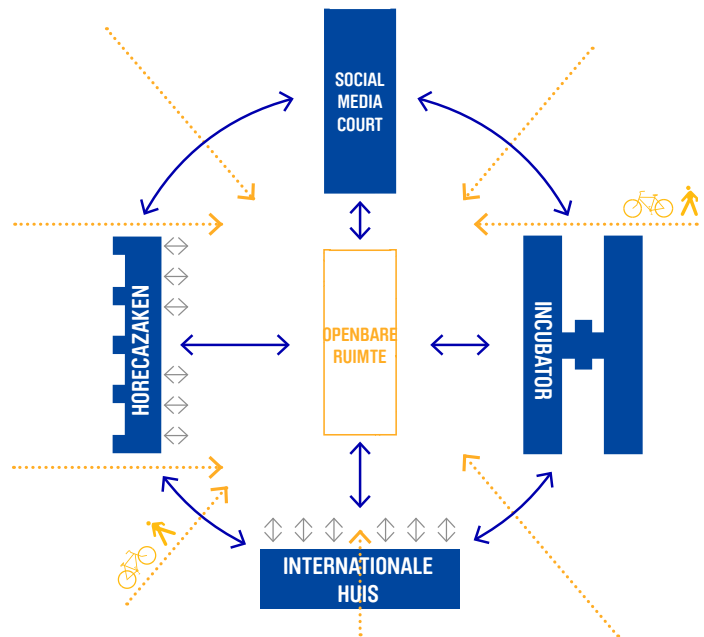 SOCIAL
MEDIA
COURT
HORECAZAKEN
OPENBARE
RUIMTE
INCUBATOR
INTERNATIONALE
HUIS